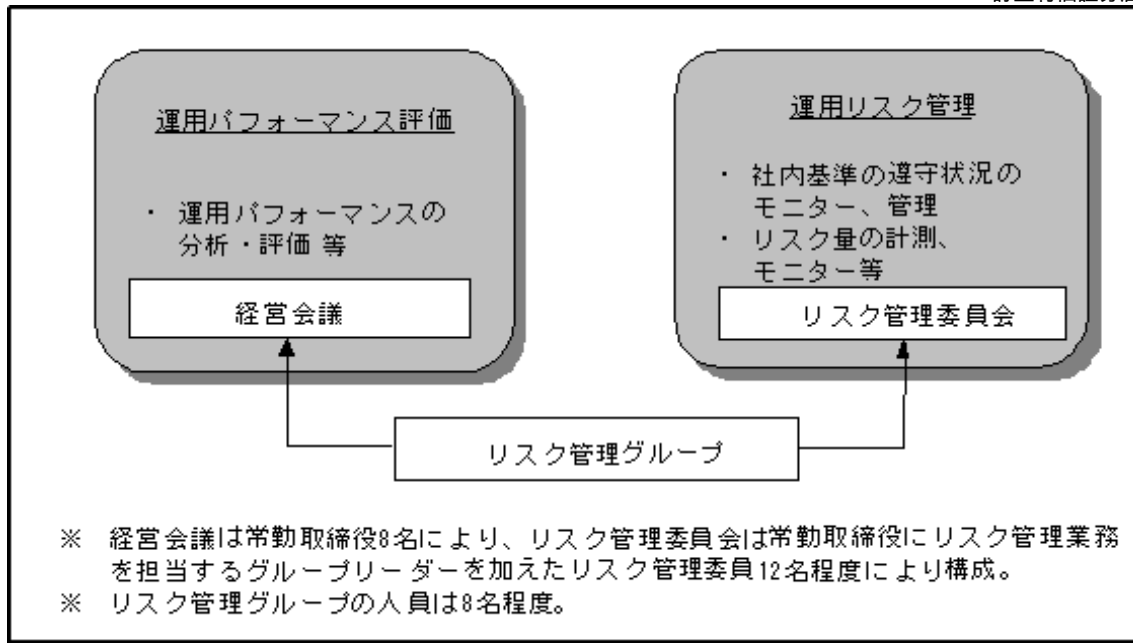 運用パフォーマンス評価
・ 運用パフォーマンスの
分析・評価 等
経営会議
運用リスク管理
・ 社内基準の遵守状況の
モニター、管理
・ リスク量の計測、
モニター等
リスク管理委員会
リスク管理グループ
※ 経営会議は常勤取締役8名により、リスク管理委員会は常勤取締役にリスク管理業務
を担当するグループリーダーを加えたリスク管理委員12名程度により構成。
※ リスク管理グループの人員は8名程度。